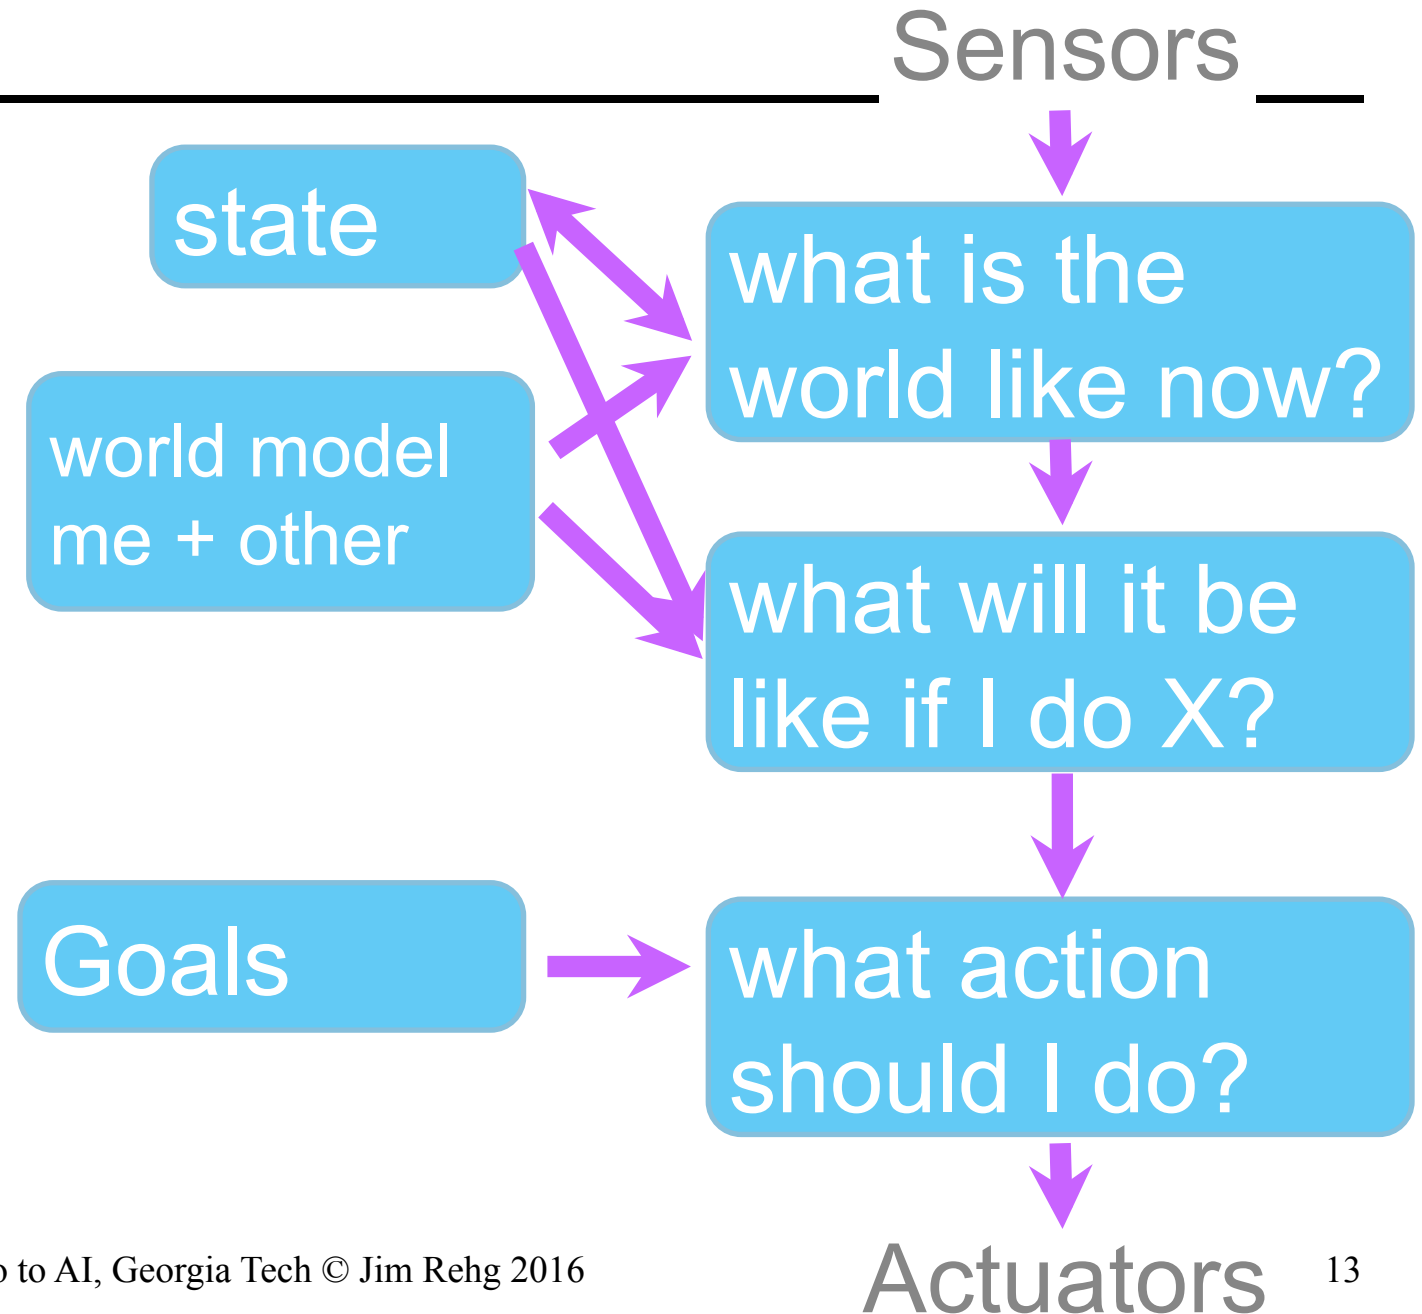 Sensors
state
what is the
world like now?
world model
me + other
what will it be
like if I do X?
Goals
what action
should I do?
to AI, Georgia Tech © Jim Rehg 2016
Actuators
13